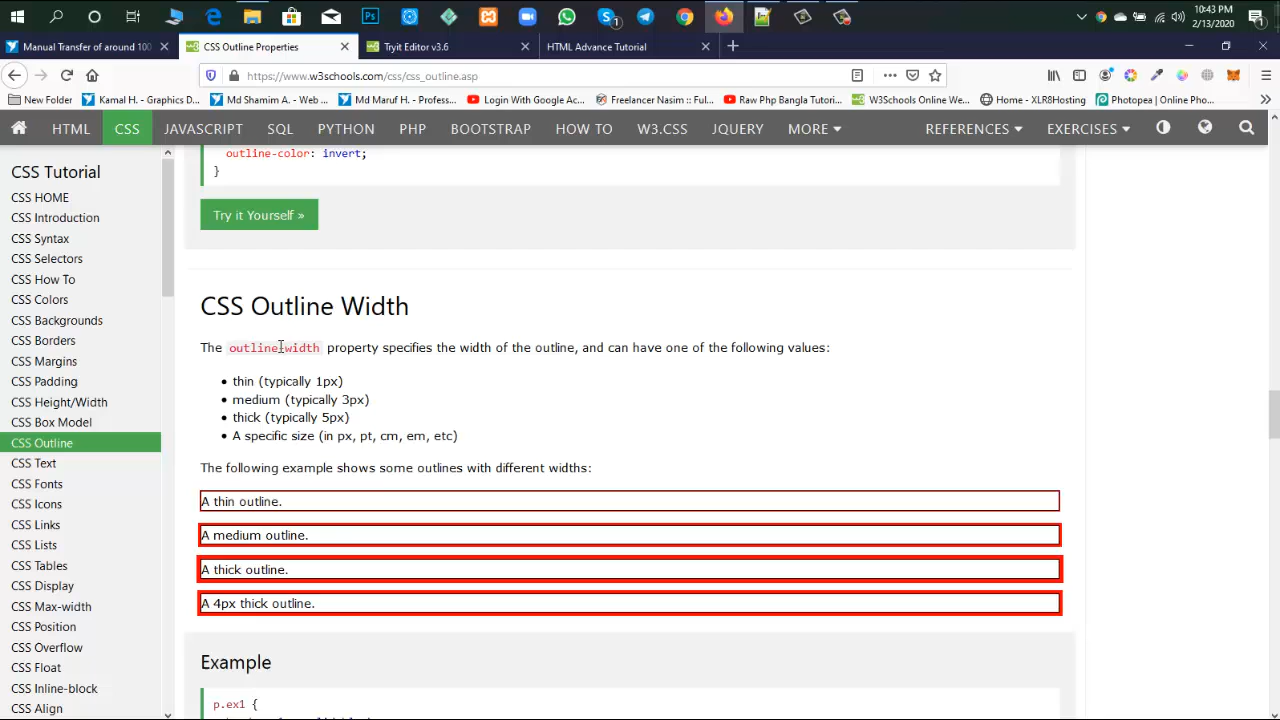 10:43 PM
2/13/2020
Manual Transfer of around 100
CSS Outline Properties
Tryit Editor v3.6
HTML Advance Tutorial
https://www.w3schools.com/css/css_outline.asp
New Folder
Kamal H. - Graphics D...
Md Shamim A. - Web ...
Md Maruf H. - Profess...
Login With Google Ac...
Freelancer Nasim :: Ful...
Raw Php Bangla Tutori...
W3Schools Online We...
Home - XLR8Hosting
Photopea | Online Pho...
HTML
CSS
JAVASCRIPT
SQL
PYTHON
PHP
BOOTSTRAP
HOW TO
W3.CSS
JQUERY
MORE
REFERENCES
EXERCISES
CSS Tutorial
CSS HOME
CSS Introduction
CSS Syntax
CSS Selectors
CSS How To
CSS Colors
CSS Backgrounds
CSS Borders
CSS Margins
CSS Padding
CSS Height/Width
CSS Box Model
CSS Outline
CSS Text
CSS Fonts
CSS Icons
CSS Links
CSS Lists
CSS Tables
CSS Display
CSS Max-width
CSS Position
CSS Overflow
CSS Float
CSS Inline-block
CSS Align
outline-color: invert;
}
Try it Yourself »
CSS Outline Width
The outline-width property specifies the width of the outline, and can have one of the following values:
• thin (typically 1px)
• medium (typically 3px)
• thick (typically 5px)
• A specific size (in px, pt, cm, em, etc)
The following example shows some outlines with different widths:
A thin outline.
A medium outline.
A thick outline.
A 4px thick outline.
Example
p.ex1 {